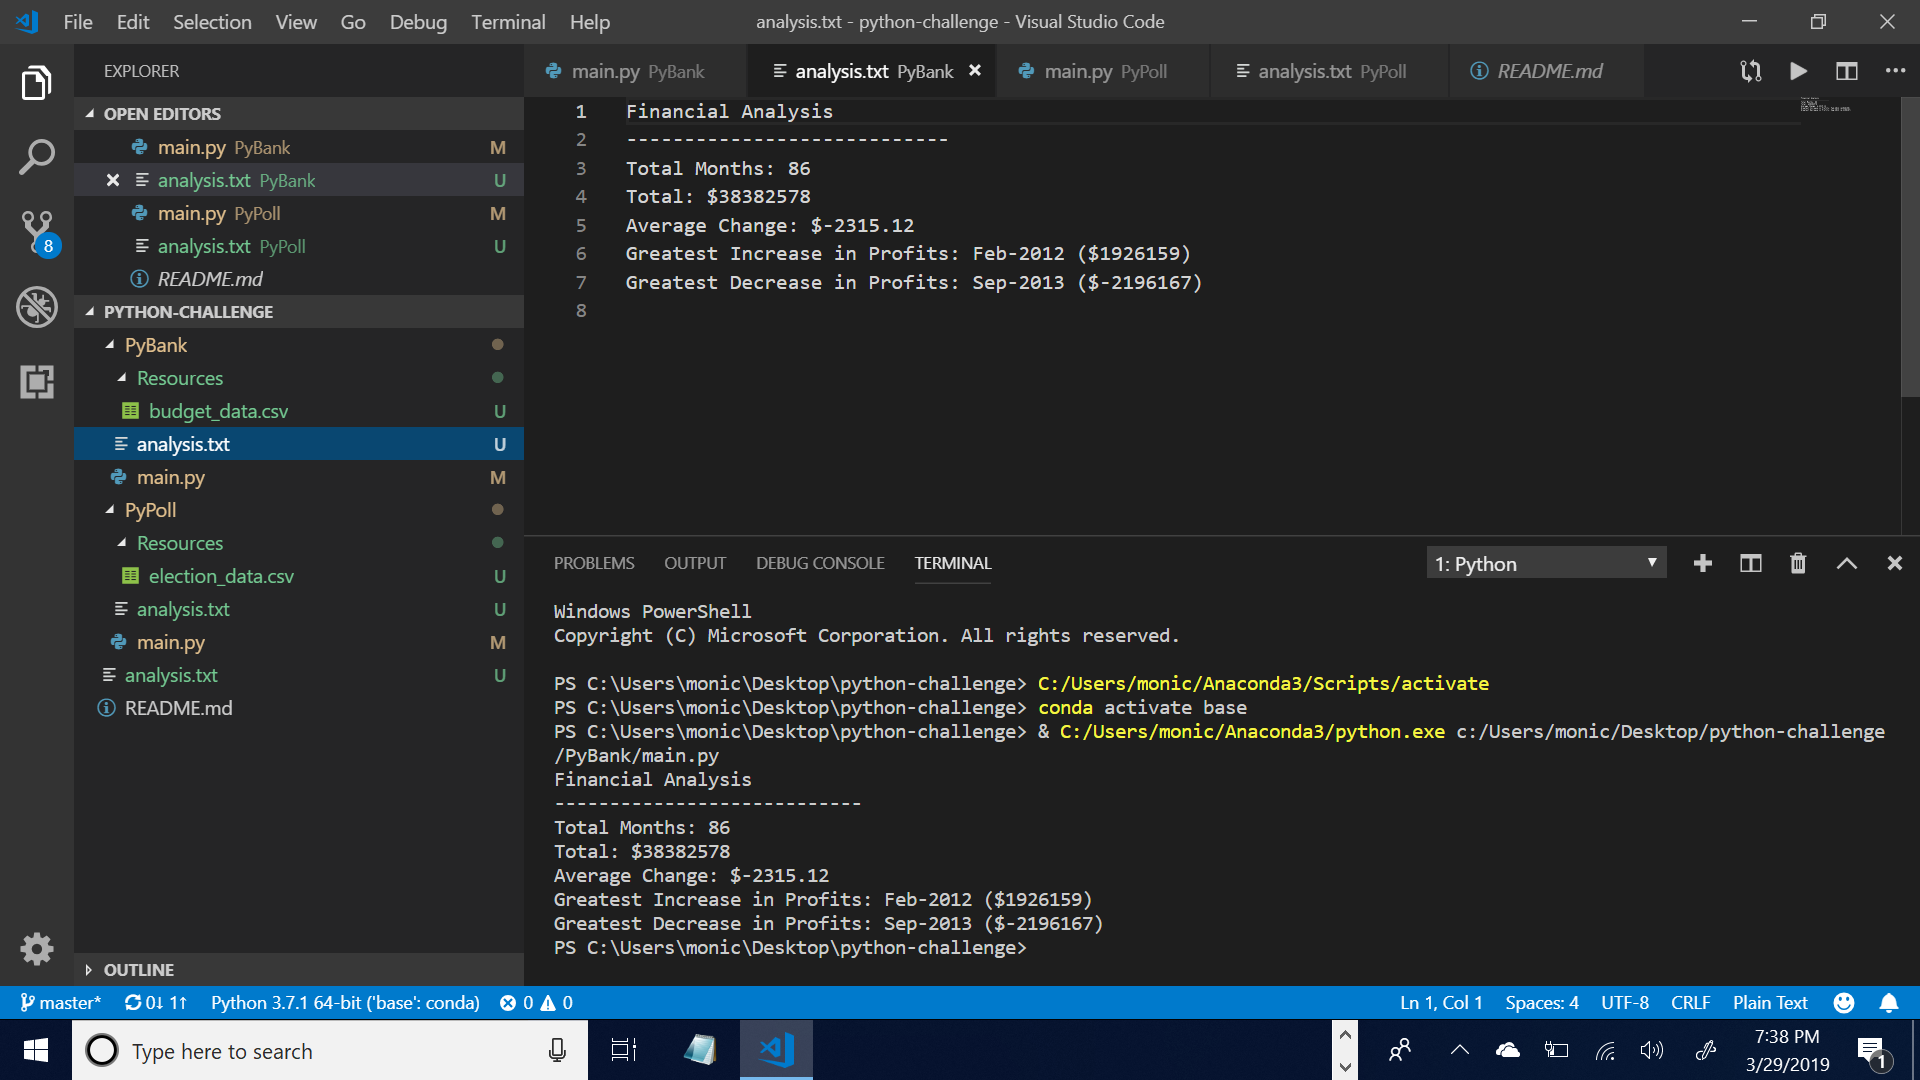 File Edit Selection View Go Debug Terminal Help
analysis.txt - python-challenge - Visual Studio Code
EXPLORER
OPEN EDITORS
main.py PyBank M
analysis.txt PyBank U
main.py PyPoll M
analysis.txt PyPoll U
README.md
8
PYTHON-CHALLENGE
PyBank
Resources
budget_data.csv U
analysis.txt U
main.py M
PyPoll
Resources
election_data.csv U
analysis.txt U
main.py M
analysis.txt U
README.md
OUTLINE
main.py PyBank analysis.txt PyBank main.py PyPoll analysis.txt PyPoll README.md
1 Financial Analysis
2 ----------------------------
3 Total Months: 86
4 Total: $38382578
5 Average Change: $-2315.12
6 Greatest Increase in Profits: Feb-2012 ($1926159)
7 Greatest Decrease in Profits: Sep-2013 ($-2196167)
8
PROBLEMS OUTPUT DEBUG CONSOLE TERMINAL 1: Python
Windows PowerShell
Copyright (C) Microsoft Corporation. All rights reserved.
PS C:\Users\monic\Desktop\python-challenge> C:/Users/monic/Anaconda3/Scripts/activate
PS C:\Users\monic\Desktop\python-challenge> conda activate base
PS C:\Users\monic\Desktop\python-challenge> & C:/Users/monic/Anaconda3/python.exe c:/Users/monic/Desktop/python-challenge
/PyBank/main.py
Financial Analysis
----------------------------
Total Months: 86
Total: $38382578
Average Change: $-2315.12
Greatest Increase in Profits: Feb-2012 ($1926159)
Greatest Decrease in Profits: Sep-2013 ($-2196167)
PS C:\Users\monic\Desktop\python-challenge>
master* 0↓ 1↑ Python 3.7.1 64-bit ('base': conda) 0 0 Ln 1, Col 1 Spaces: 4 UTF-8 CRLF Plain Text
Type here to search
7:38 PM
3/29/2019
1